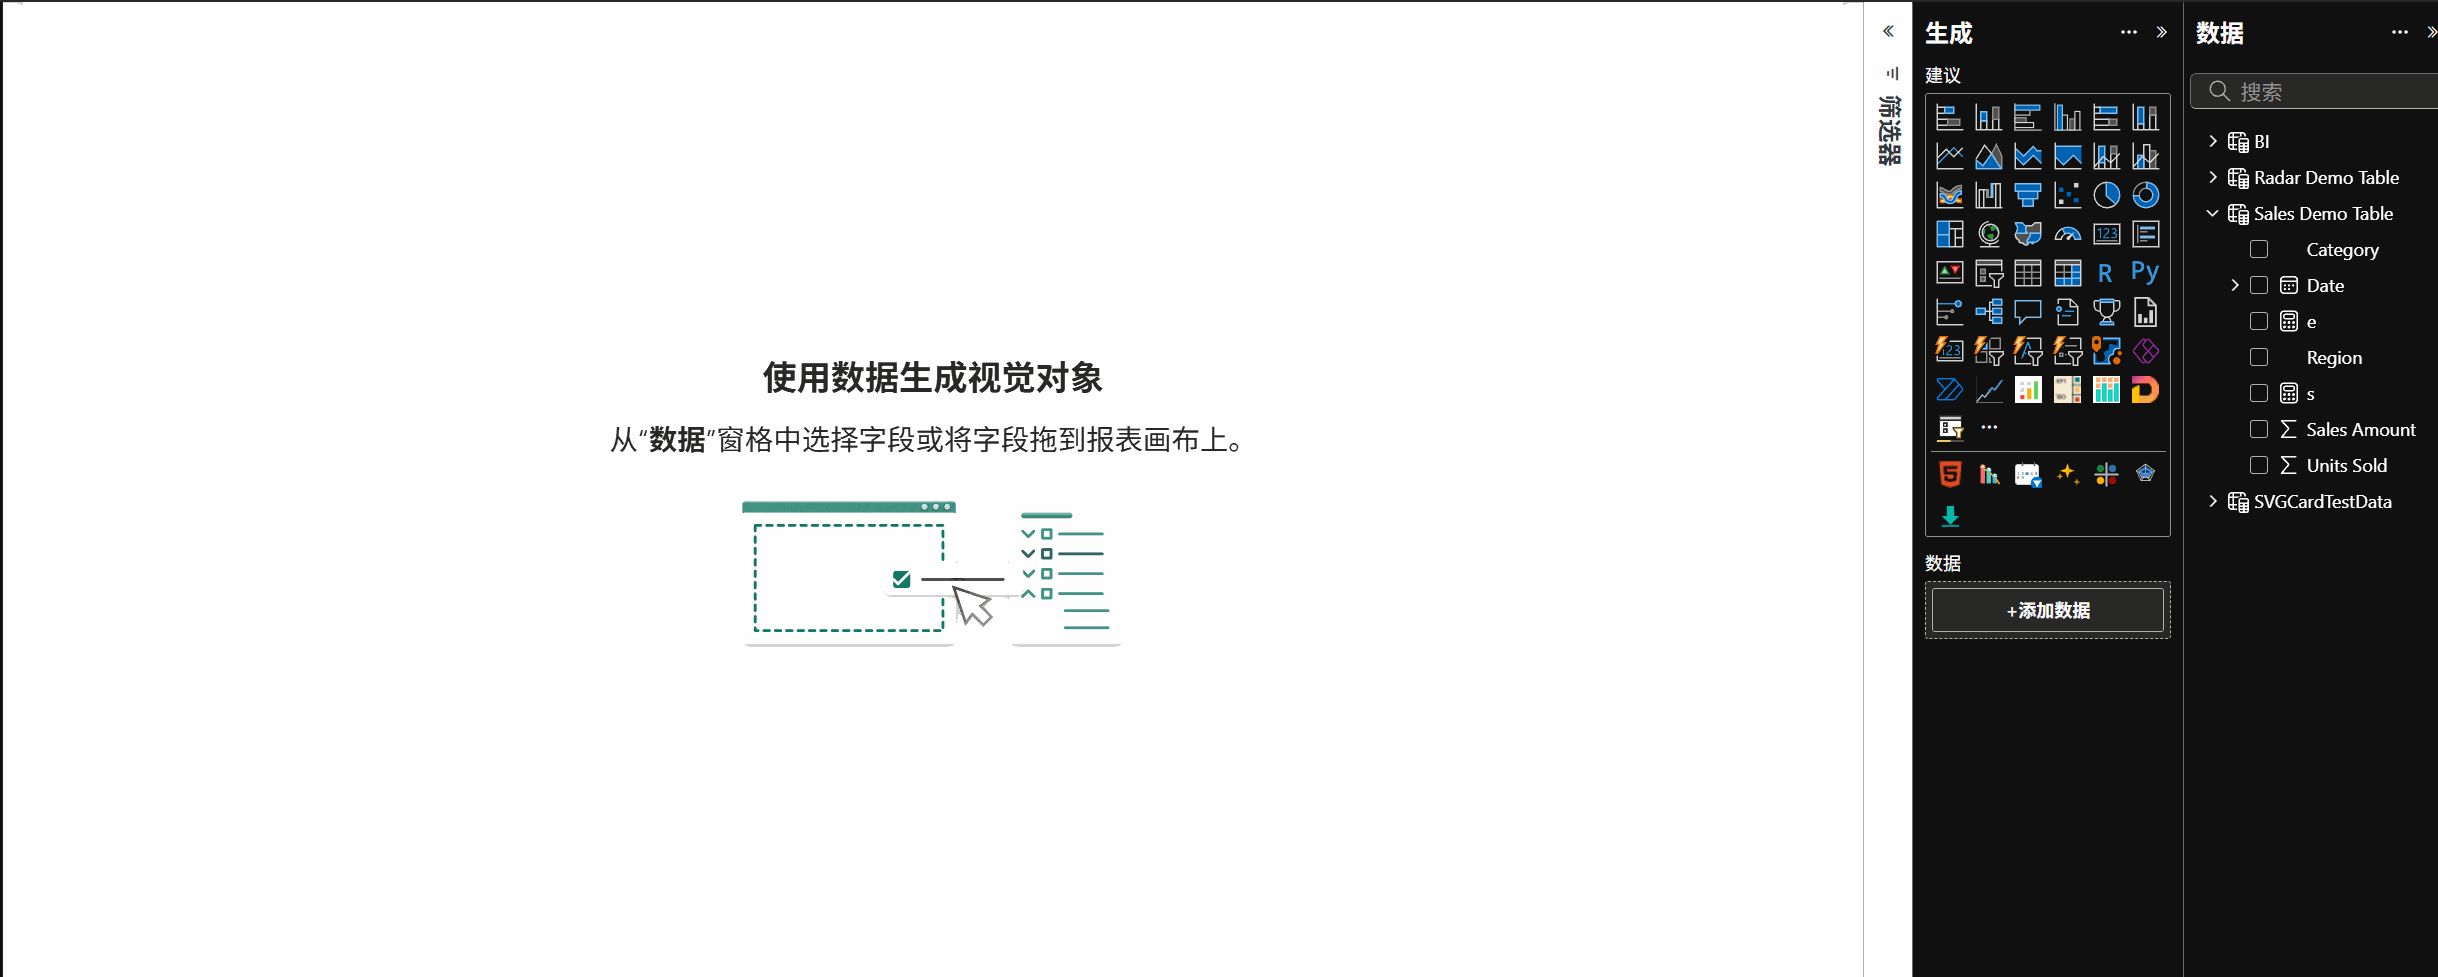 使用数据生成视觉对象
从“数据”窗格中选择字段或将字段拖到报表画布上。
筛选器
生成
建议
123
R
Py
123
数据
+添加数据
数据
搜索
BI
Radar Demo Table
Sales Demo Table
Category
Date
e
Region
s
Sales Amount
Units Sold
SVGCardTestData